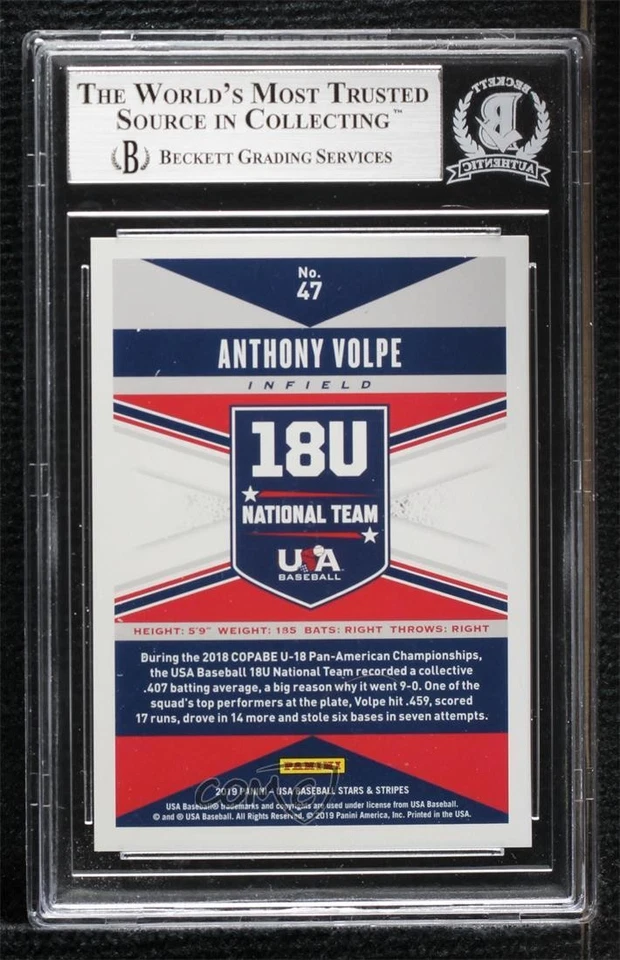 THE WORLD'S MOST TRUSTED
SOURCE IN COLLECTING™
B BECKETT GRADING SERVICES
BECKETT
B
AUTHENTIC
No.
47
ANTHONY VOLPE
INFIELD
18U
NATIONAL TEAM
USA
BASEBALL
HEIGHT: 5'9" WEIGHT: 185 BATS: RIGHT THROWS: RIGHT
During the 2018 COPABE U-18 Pan-American Championships,
the USA Baseball 18U National Team recorded a collective
.407 batting average, a big reason why it went 9-0. One of the
squad's top performers at the plate, Volpe hit .459, scored
17 runs, drove in 14 more and stole six bases in seven attempts.
PANINI
2019 PANINI - USA BASEBALL STARS & STRIPES
USA Baseball® trademarks and copyrights are used under license from USA Baseball.
© and ® USA Baseball. All Rights Reserved. © 2019 Panini America, Inc. Printed in the USA.
COMC